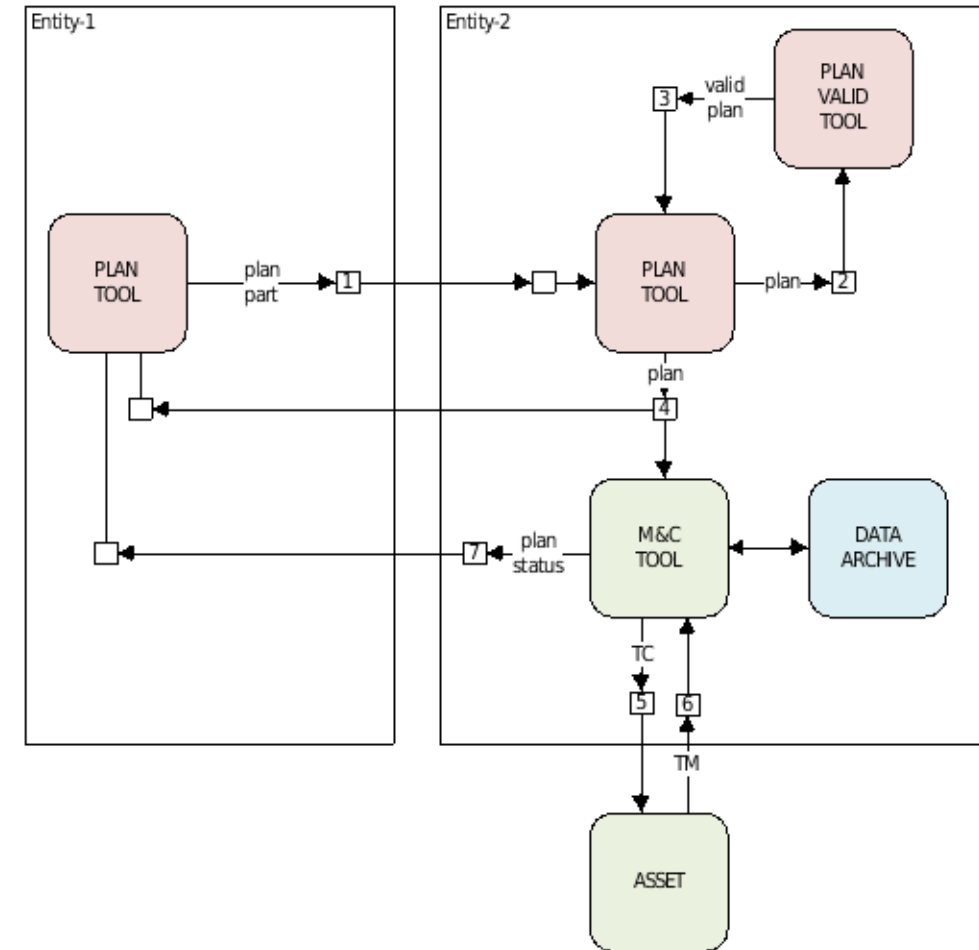 Entity-1
Entity-2
PLAN
VALID
TOOL
valid
plan
3
PLAN
TOOL
plan
part
1
PLAN
TOOL
plan
2
plan
4
M&C
TOOL
DATA
ARCHIVE
plan
status
7
TC
5
6
TM
ASSET